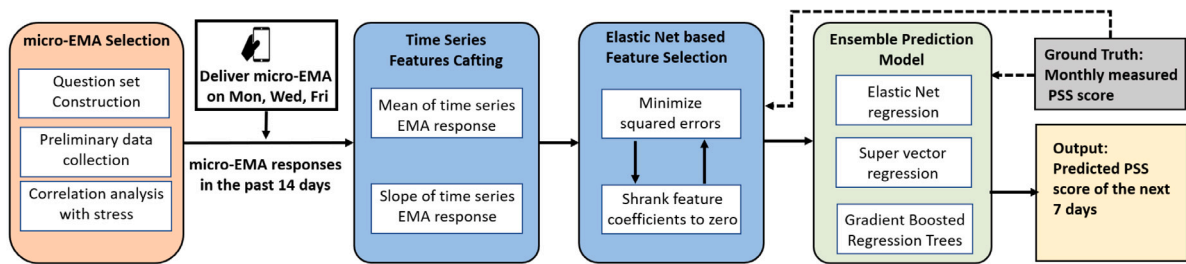 micro-EMA Selection
Question set
Construction
Preliminary data
collection
Correlation analysis
with stress
Deliver micro-EMA
on Mon, Wed, Fri
micro-EMA responses
in the past 14 days
Time Series
Features Cafting
Mean of time series
EMA response
Slope of time series
EMA response
Elastic Net based
Feature Selection
Minimize
squared errors
Shrank feature
coefficients to zero
Ensemble Prediction
Model
Elastic Net
regression
Super vector
regression
Gradient Boosted
Regression Trees
Ground Truth:
Monthly measured
PSS score
Output:
Predicted PSS
score of the next
7 days